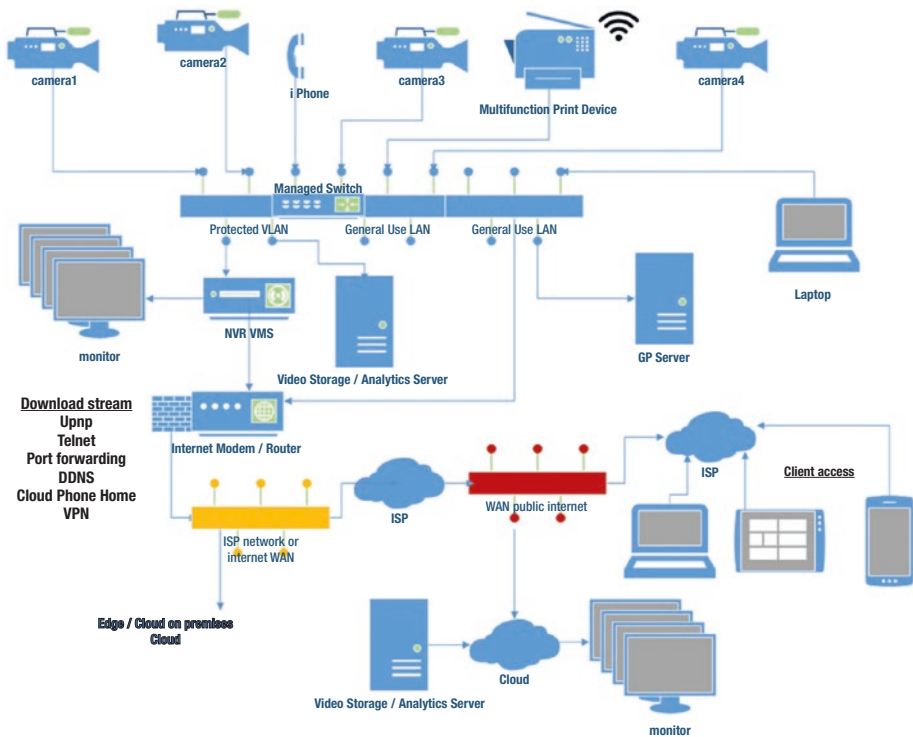 camera1
camera2
i Phone
camera3
Multifunction Print Device
camera4
Managed Switch
Protected VLAN
General Use LAN
General Use LAN
Laptop
monitor
NVR VMS
Video Storage / Analytics Server
GP Server
Download stream
Upnp
Telnet
Port forwarding
DDNS
Cloud Phone Home
VPN
Internet Modem / Router
ISP
WAN public internet
ISP
Client access
ISP network or
internet WAN
Edge / Cloud on premises
Cloud
Video Storage / Analytics Server
Cloud
monitor